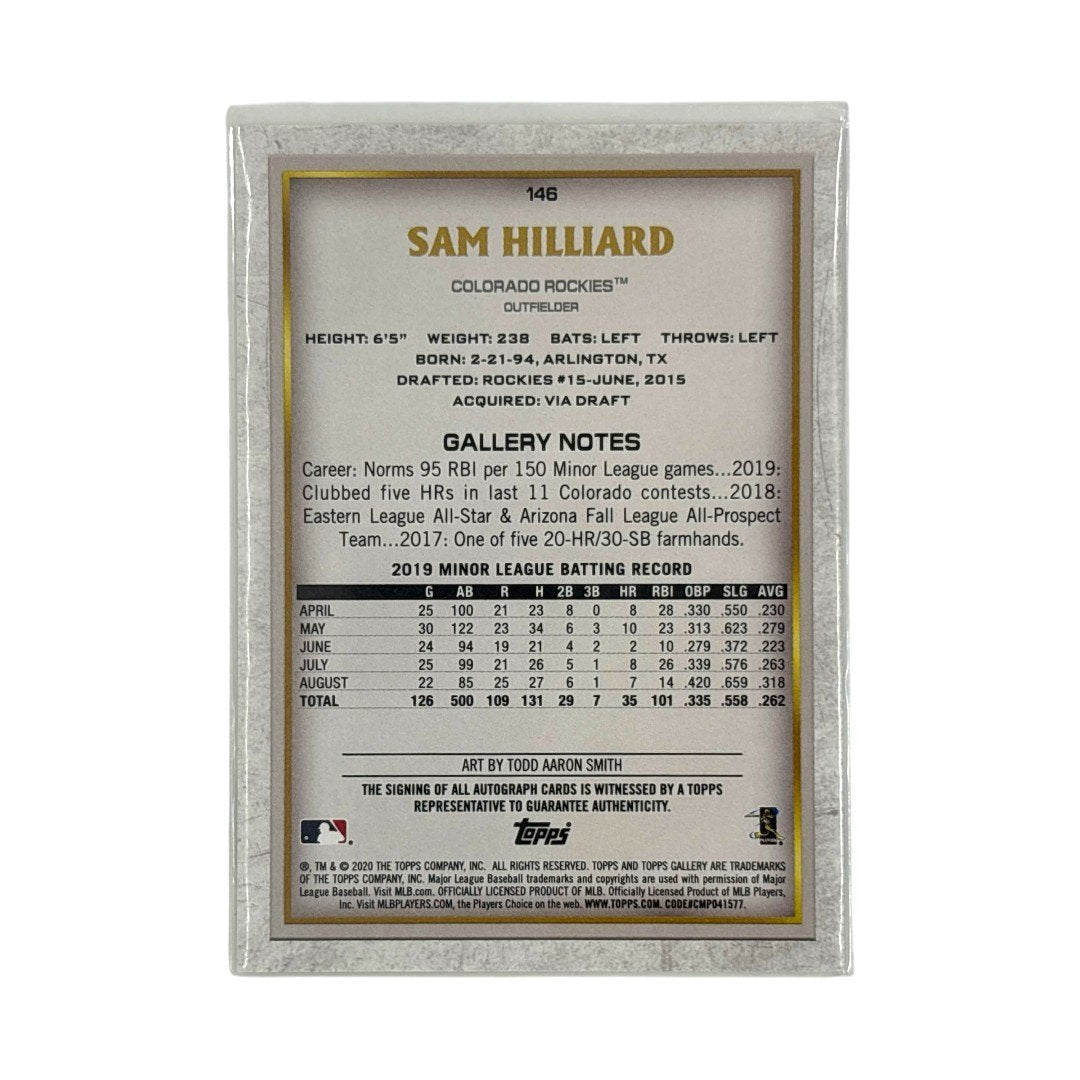 146
SAM HILLIARD
COLORADO ROCKIES™
OUTFIELDER
HEIGHT: 6'5" WEIGHT: 238 BATS: LEFT THROWS: LEFT
BORN: 2-21-94, ARLINGTON, TX
DRAFTED: ROCKIES #15-JUNE, 2015
ACQUIRED: VIA DRAFT
GALLERY NOTES
Career: Norms 95 RBI per 150 Minor League games...2019:
Clubbed five HRs in last 11 Colorado contests...2018:
Eastern League All-Star & Arizona Fall League All-Prospect
Team...2017: One of five 20-HR/30-SB farmhands.
2019 MINOR LEAGUE BATTING RECORD
G AB R H 2B 3B HR RBI OBP SLG AVG
APRIL 25 100 21 23 8 0 8 28 .330 .550 .230
MAY 30 122 23 34 6 3 10 23 .313 .623 .279
JUNE 24 94 19 21 4 2 2 10 .279 .372 .223
JULY 25 99 21 26 5 1 8 26 .339 .576 .263
AUGUST 22 85 25 27 6 1 7 14 .420 .659 .318
TOTAL 126 500 109 131 29 7 35 101 .335 .558 .262
ART BY TODD AARON SMITH
THE SIGNING OF ALL AUTOGRAPH CARDS IS WITNESSED BY A TOPPS
REPRESENTATIVE TO GUARANTEE AUTHENTICITY.
Topps
®, TM & © 2020 THE TOPPS COMPANY, INC. ALL RIGHTS RESERVED. TOPPS AND TOPPS GALLERY ARE TRADEMARKS
OF THE TOPPS COMPANY, INC. Major League Baseball trademarks and copyrights are used with permission of Major
League Baseball. Visit MLB.com. OFFICIALLY LICENSED PRODUCT OF MLB. Officially Licensed Product of MLB Players,
Inc. Visit MLBPLAYERS.COM, the Players Choice on the web. WWW.TOPPS.COM. CODE#CMP041577.